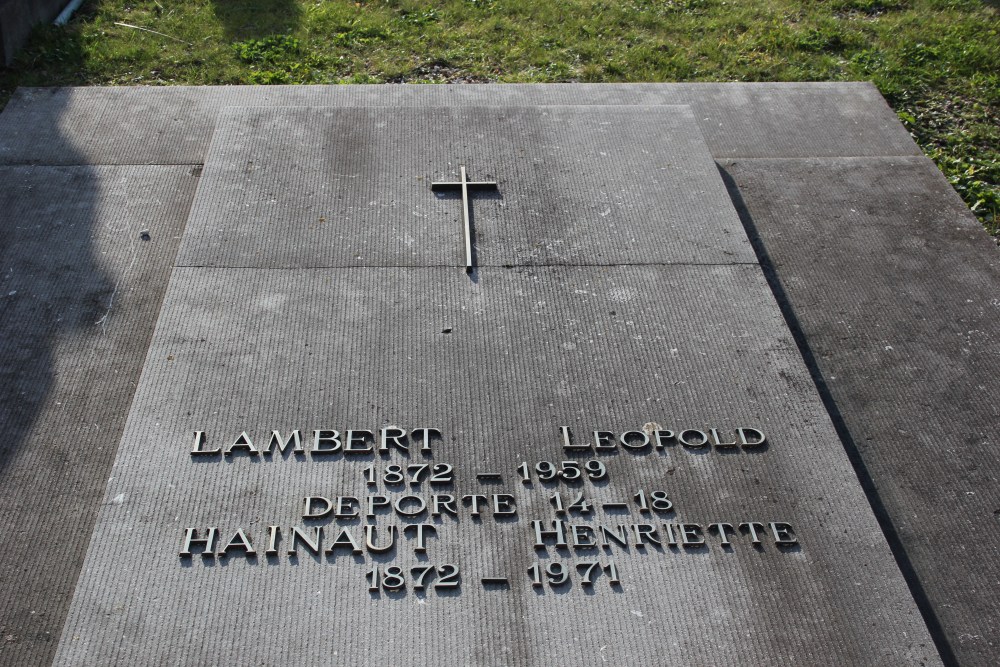 LAMBERT LEOPOLD
1872 – 1959
DEPORTE 14–18
HAINAUT HENRIETTE
1872 – 1971